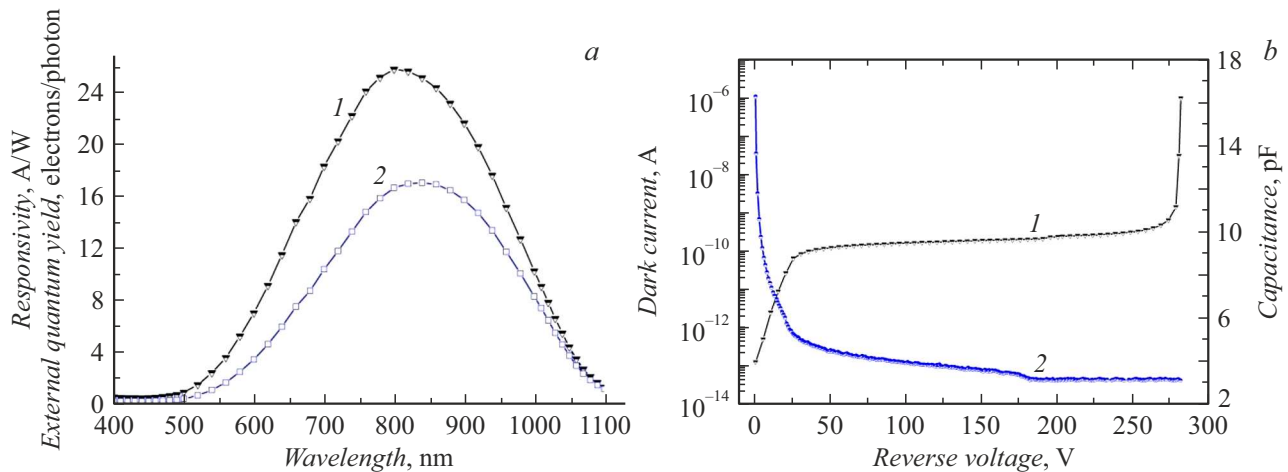 Responsivity, A/W
External quantum yield, electrons/photon
24
20
16
12
8
4
0
400 500 600 700 800 900 1000 1100
Wavelength, nm
1
2
a
Dark current, A
10⁻⁶
10⁻⁸
10⁻¹⁰
10⁻¹²
10⁻¹⁴
0 50 100 150 200 250 300
Reverse voltage, V
1
2
18
14
10
6
2
Capacitance, pF
b